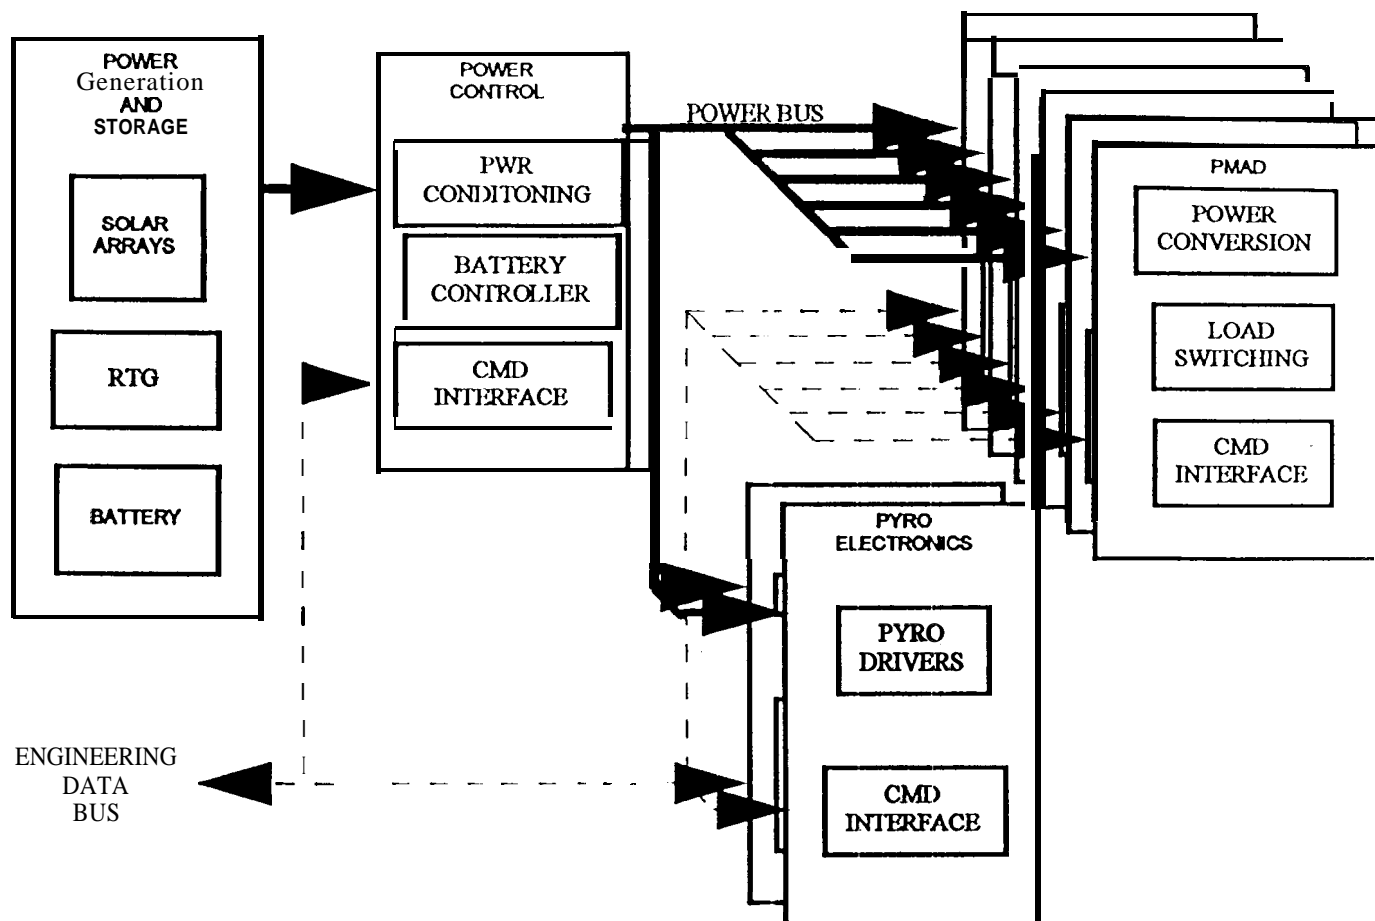 POWER
Generation
AND
STORAGE
SOLAR
ARRAYS
RTG
BATTERY
POWER
CONTROL
PWR
CONDITONING
BATTERY
CONTROLLER
CMD
INTERFACE
POWER BUS
PMAD
POWER
CONVERSION
LOAD
SWITCHING
CMD
INTERFACE
PYRO
ELECTRONICS
PYRO
DRIVERS
CMD
INTERFACE
ENGINEERING
DATA
BUS